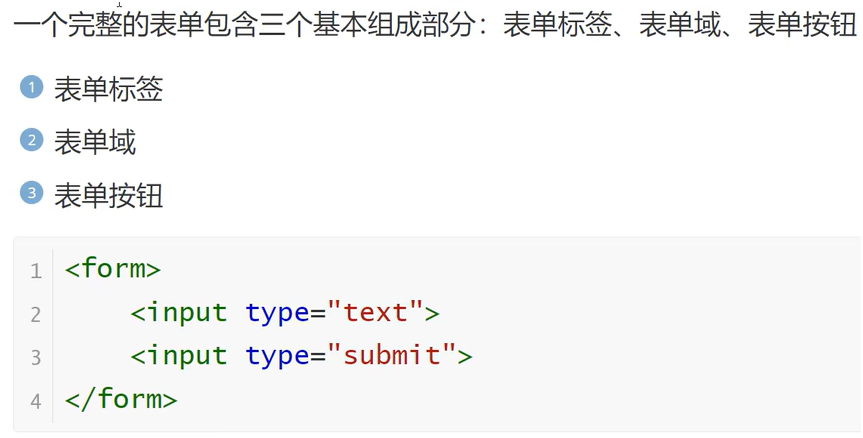 一个完整的表单包含三个基本组成部分：表单标签、表单域、表单按钮
1 表单标签
2 表单域
3 表单按钮
1 <form>
2     <input type="text">
3     <input type="submit">
4 </form>